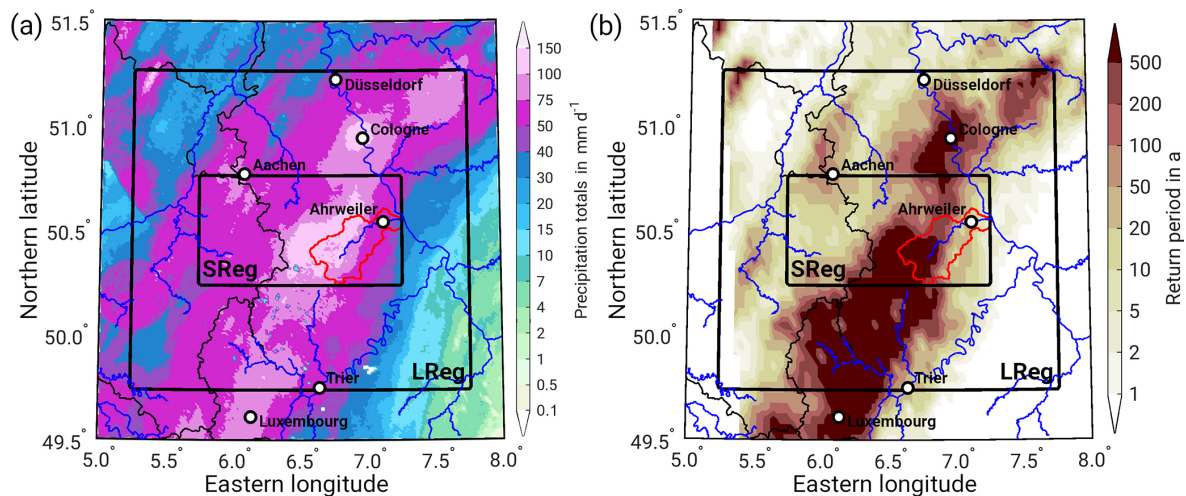 (a)
51.5°
51.0°
50.5°
50.0°
49.5°
Northern latitude
5.0° 5.5° 6.0° 6.5° 7.0° 7.5° 8.0°
Eastern longitude
Düsseldorf
Cologne
Aachen
Ahrweiler
SReg
LReg
Trier
Luxembourg
150
100
75
50
40
30
20
15
10
7
4
2
1
0.5
0.1
Precipitation totals in mm d⁻¹
(b)
51.5°
51.0°
50.5°
50.0°
49.5°
Northern latitude
5.0° 5.5° 6.0° 6.5° 7.0° 7.5° 8.0°
Eastern longitude
Düsseldorf
Cologne
Aachen
Ahrweiler
SReg
LReg
Trier
Luxembourg
500
200
100
50
20
10
5
2
1
Return period in a